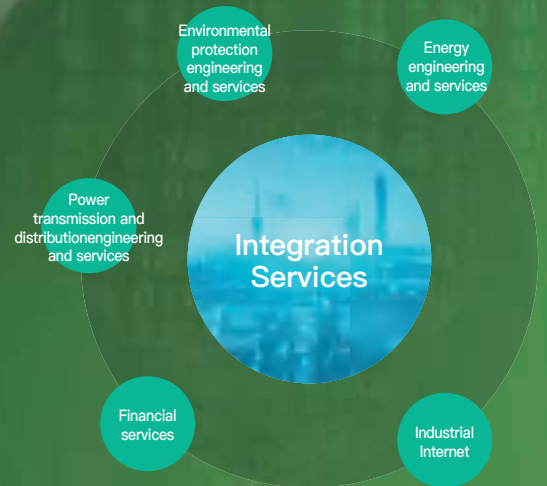 Environmental
protection
engineering
and services
Energy
engineering
and services
Power
transmission and
distributionengineering
and services
Integration
Services
Financial
services
Industrial
Internet